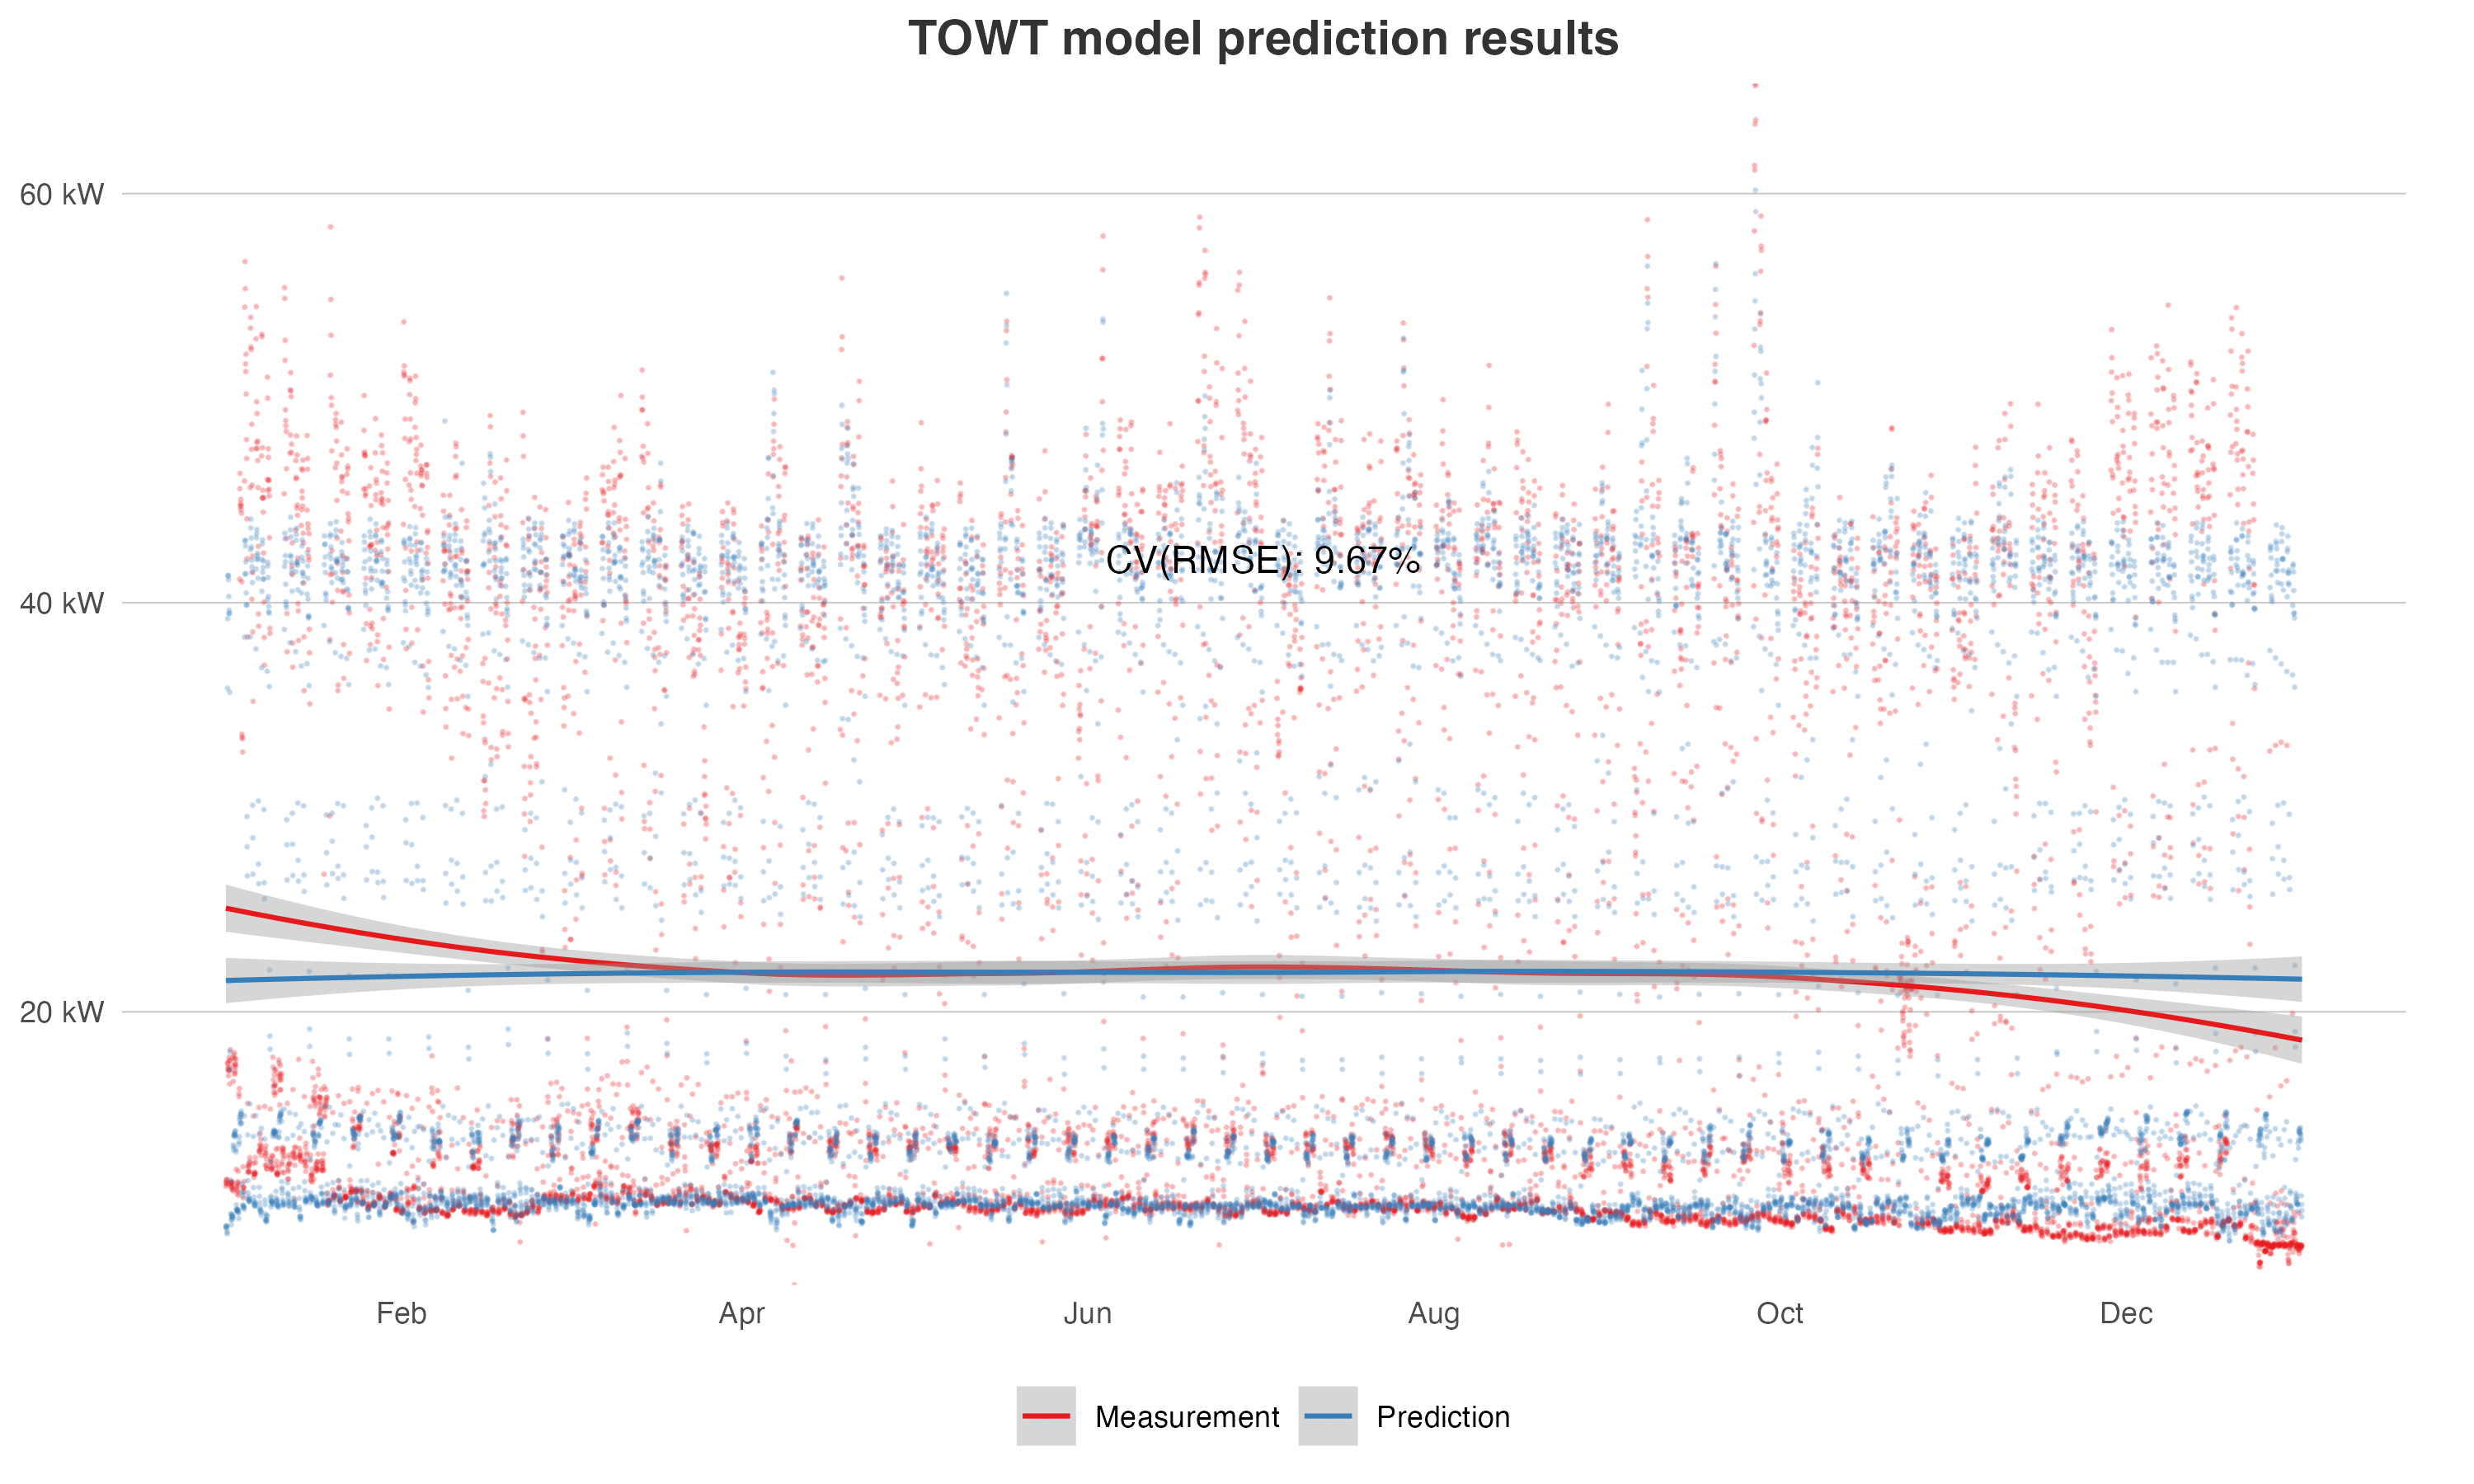 TOWT model prediction results
60 kW
CV(RMSE): 9.67%
40 kW
20 kW
Feb Apr Jun Aug Oct Dec
Measurement Prediction